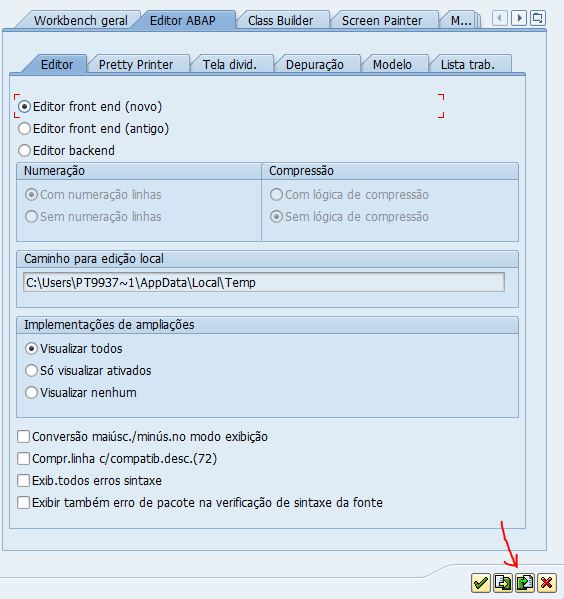 Workbench geral Editor ABAP Class Builder Screen Painter M...
Editor Pretty Printer Tela divid. Depuração Modelo Lista trab.
Editor front end (novo)
Editor front end (antigo)
Editor backend
Numeração Compressão
Com numeração linhas Com lógica de compressão
Sem numeração linhas Sem lógica de compressão
Caminho para edição local
C:\Users\PT9937~1\AppData\Local\Temp
Implementações de ampliações
Visualizar todos
Só visualizar ativados
Visualizar nenhum
Conversão maiúsc./minús.no modo exibição
Compr.linha c/compatib.desc.(72)
Exib.todos erros sintaxe
Exibir também erro de pacote na verificação de sintaxe da fonte